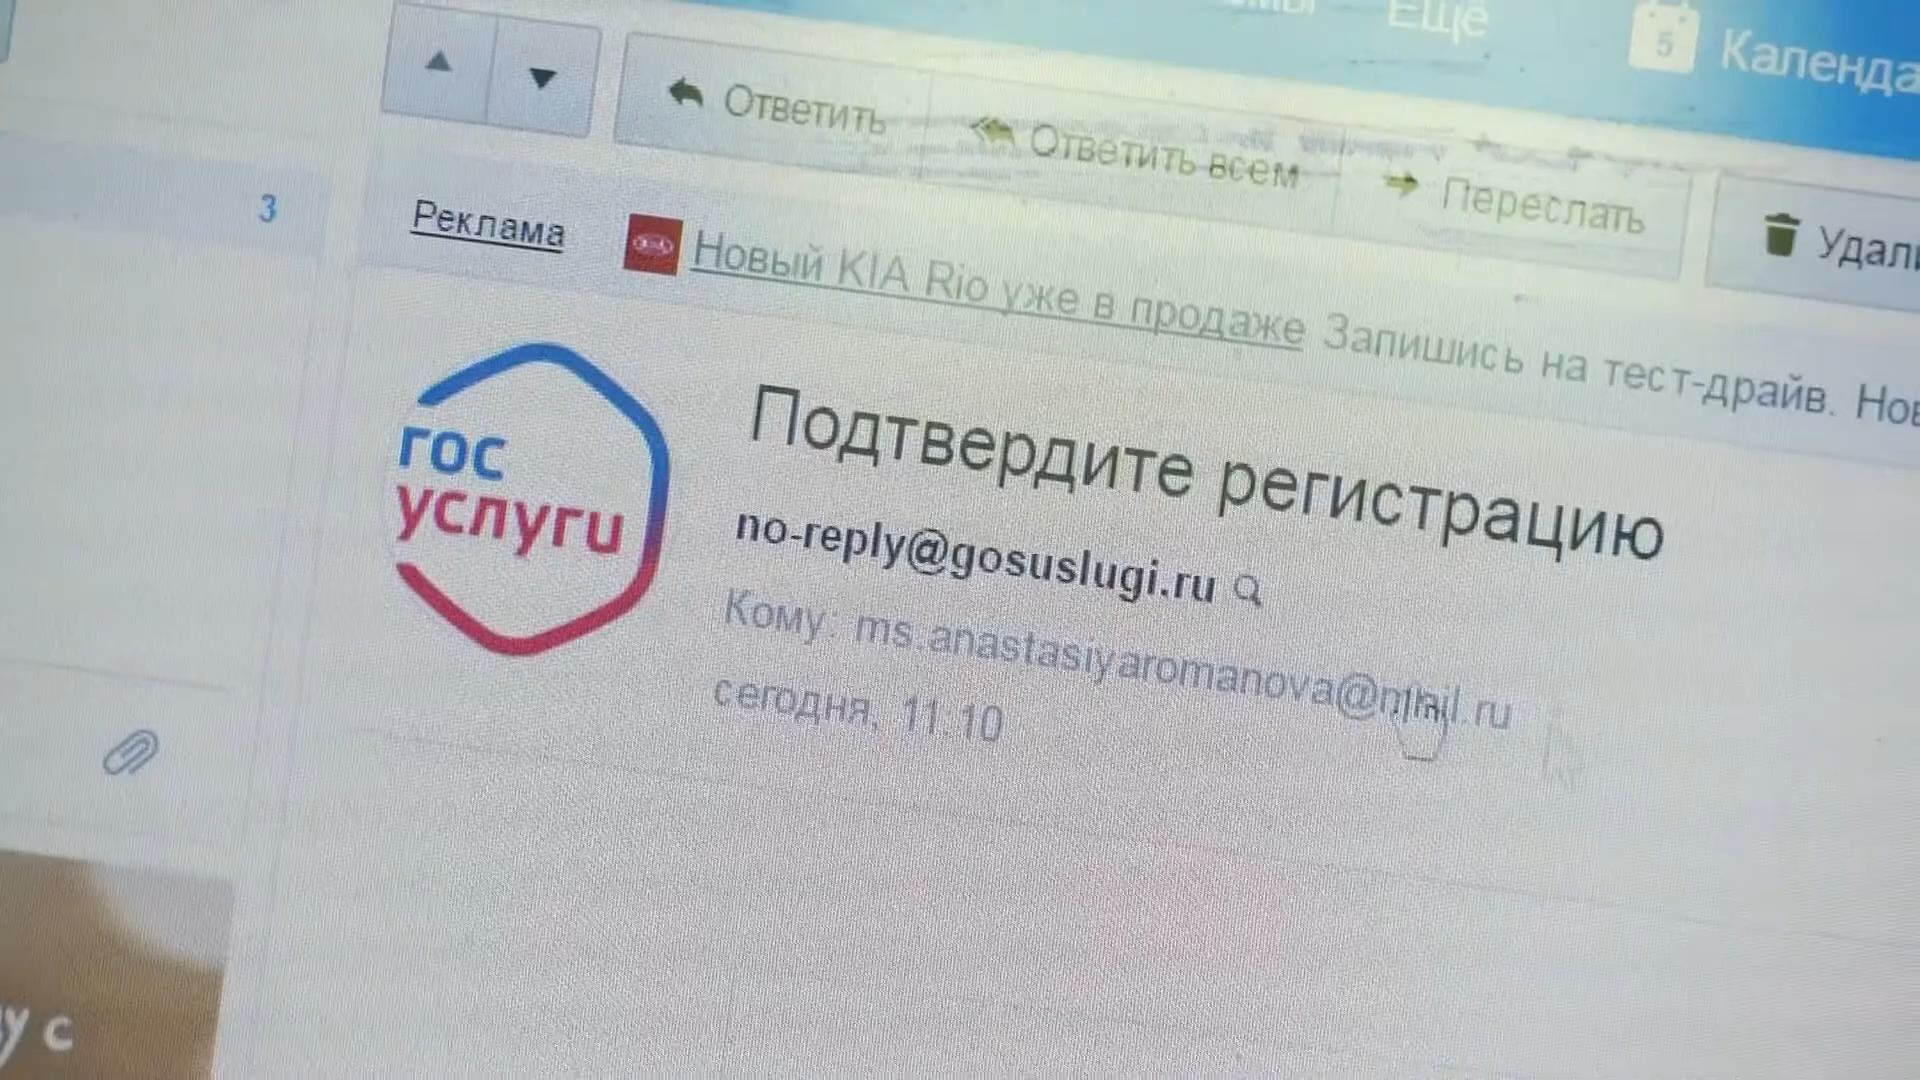 Ещё
5
Календа
Ответить
Ответить всем
Переслать
Удали
3
Реклама
Новый KIA Rio уже в продаже Запишись на тест-драйв. Нов
гос
услуги
Подтвердите регистрацию
no-reply@gosuslugi.ru
Кому: ms.anastasiyaromanova@mail.ru
сегодня, 11:10
у с